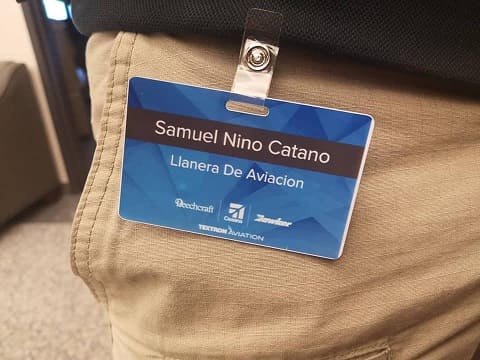 Samuel Nino Catano
Llanera De Aviacion
Beechcraft Cessna Hawker
TEXTRON AVIATION